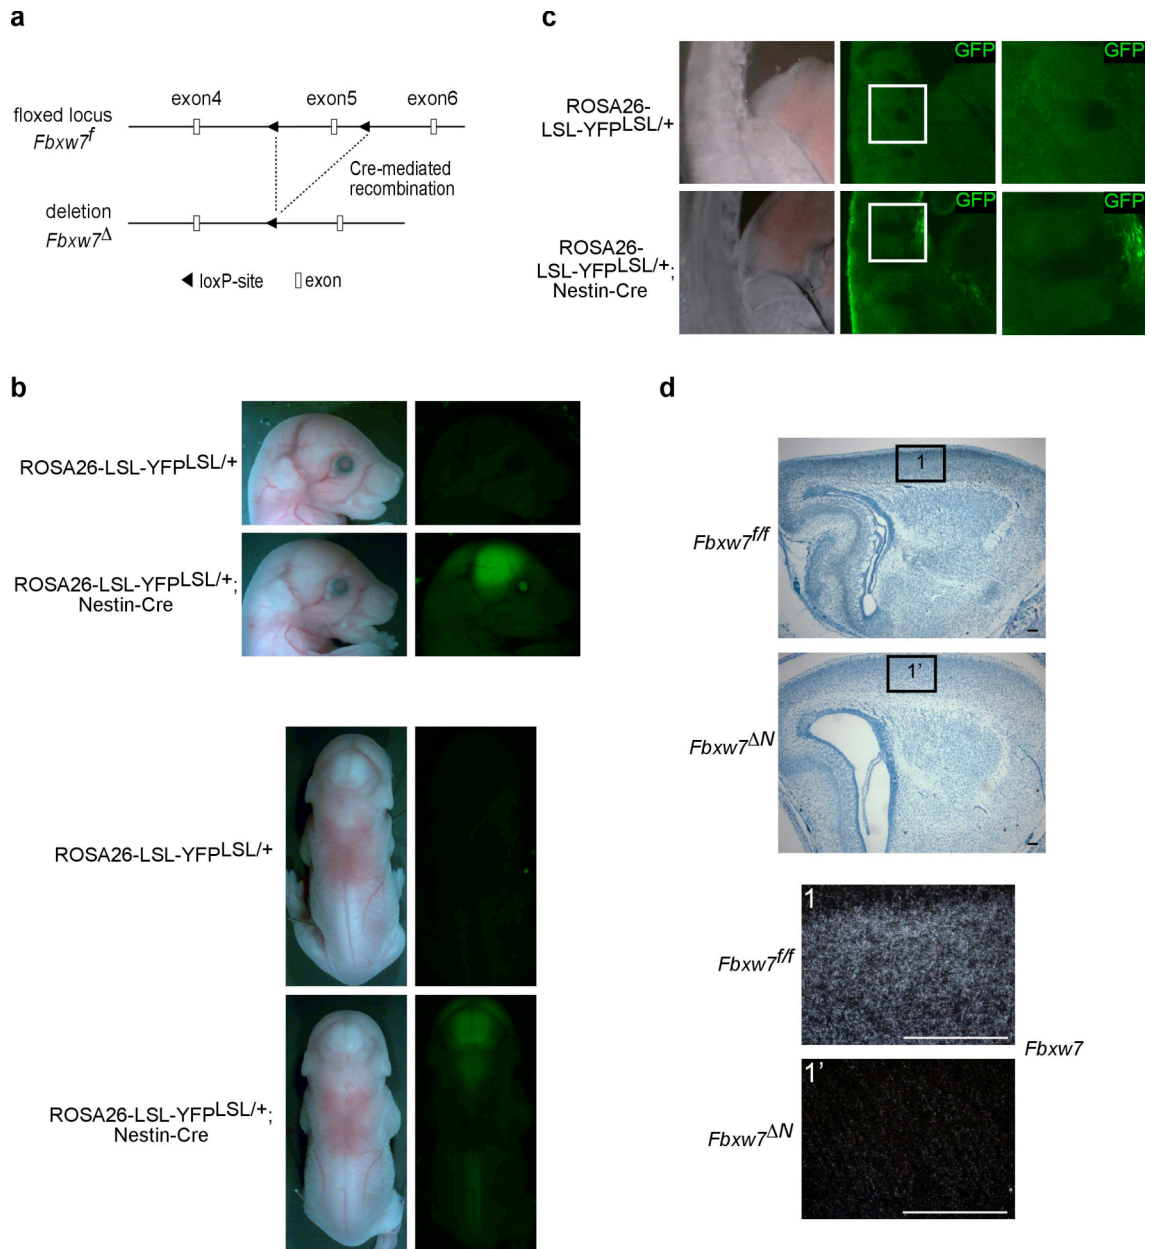 a
exon4 exon5 exon6
floxed locus
Fbxw7f
Cre-mediated
recombination
deletion
Fbxw7Δ
loxP-site exon
b
ROSA26-LSL-YFPLSL/+
ROSA26-LSL-YFPLSL/+;
Nestin-Cre
ROSA26-LSL-YFPLSL/+
ROSA26-LSL-YFPLSL/+;
Nestin-Cre
c
GFP GFP
ROSA26-
LSL-YFPLSL/+
GFP GFP
ROSA26-
LSL-YFPLSL/+;
Nestin-Cre
d
1
Fbxw7f/f
1’
Fbxw7ΔN
1
Fbxw7f/f
Fbxw7
1’
Fbxw7ΔN